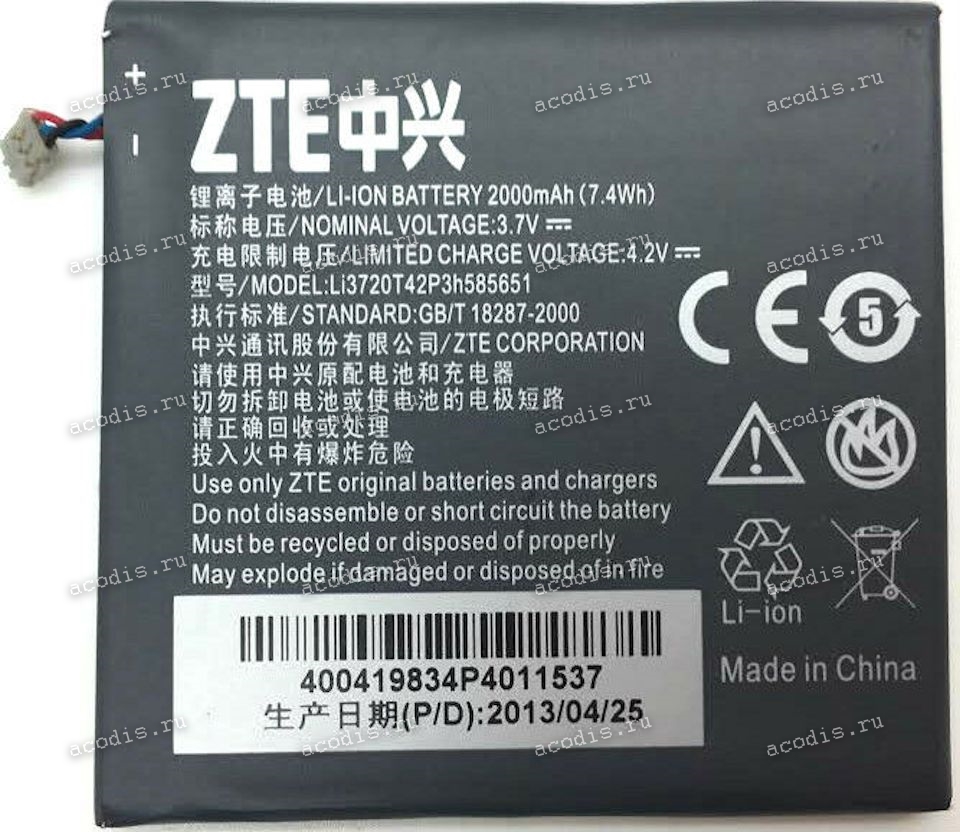 +
-
ZTE中兴
锂离子电池/LI-ION BATTERY 2000mAh (7.4Wh)
标称电压/NOMINAL VOLTAGE:3.7V
充电限制电压/LIMITED CHARGE VOLTAGE:4.2V
型号/MODEL:Li3720T42P3h585651
执行标准/STANDARD:GB/T 18287-2000
中兴通讯股份有限公司/ZTE CORPORATION
请使用中兴原配电池和充电器
切勿拆卸电池或使电池的电极短路
请正确回收或处理
投入火中有爆炸危险
Use only ZTE original batteries and chargers
Do not disassemble or short circuit the battery
Must be recycled or disposed of properly
May explode if damaged or disposed of in fire
CE 5
Li-ion
Made in China
400419834P4011537
生产日期(P/D):2013/04/25
acodis.ru